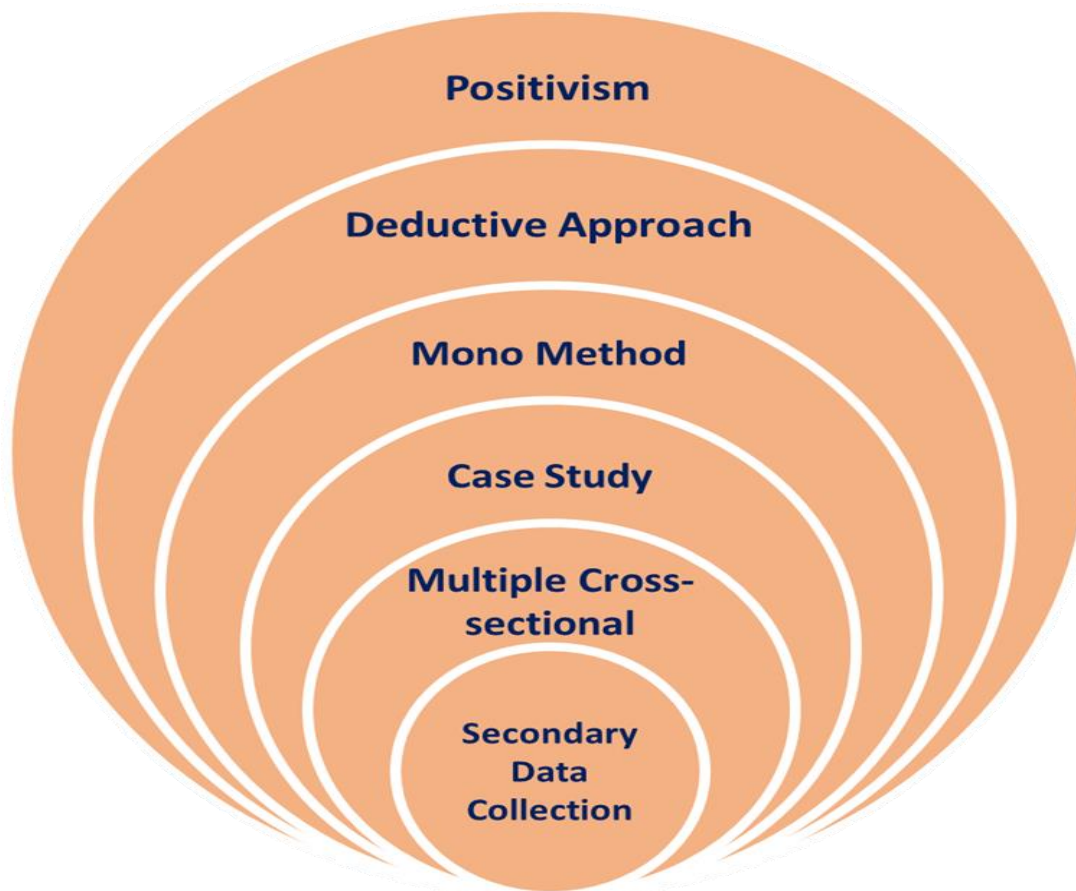 Positivism
Deductive Approach
Mono Method
Case Study
Multiple Cross-
sectional
Secondary
Data
Collection